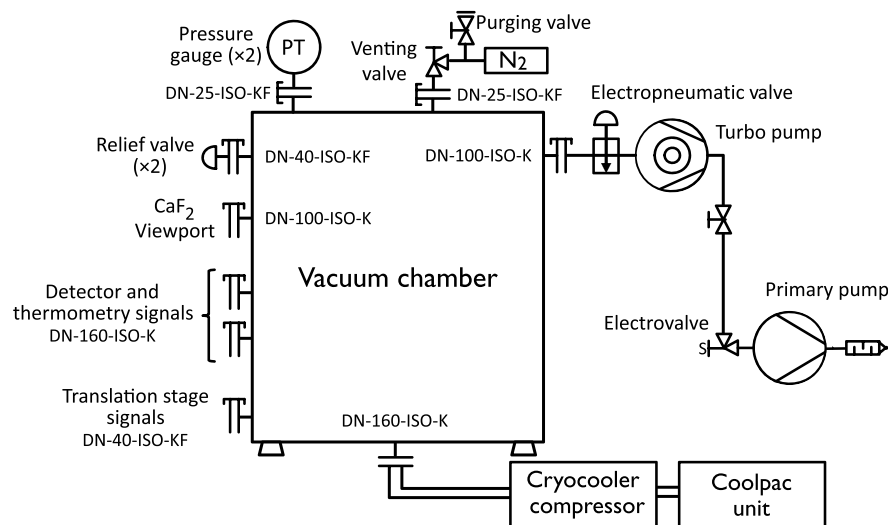 Pressure
gauge (×2)
PT
DN-25-ISO-KF
Venting
valve
Purging valve
N2
DN-25-ISO-KF
Electropneumatic valve
Turbo pump
Relief valve
(×2)
DN-40-ISO-KF
DN-100-ISO-K
CaF2
Viewport
DN-100-ISO-K
Vacuum chamber
Detector and
thermometry signals
DN-160-ISO-K
Electrovalve
S
Primary pump
Translation stage
signals
DN-40-ISO-KF
DN-160-ISO-K
Cryocooler
compressor
Coolpac
unit